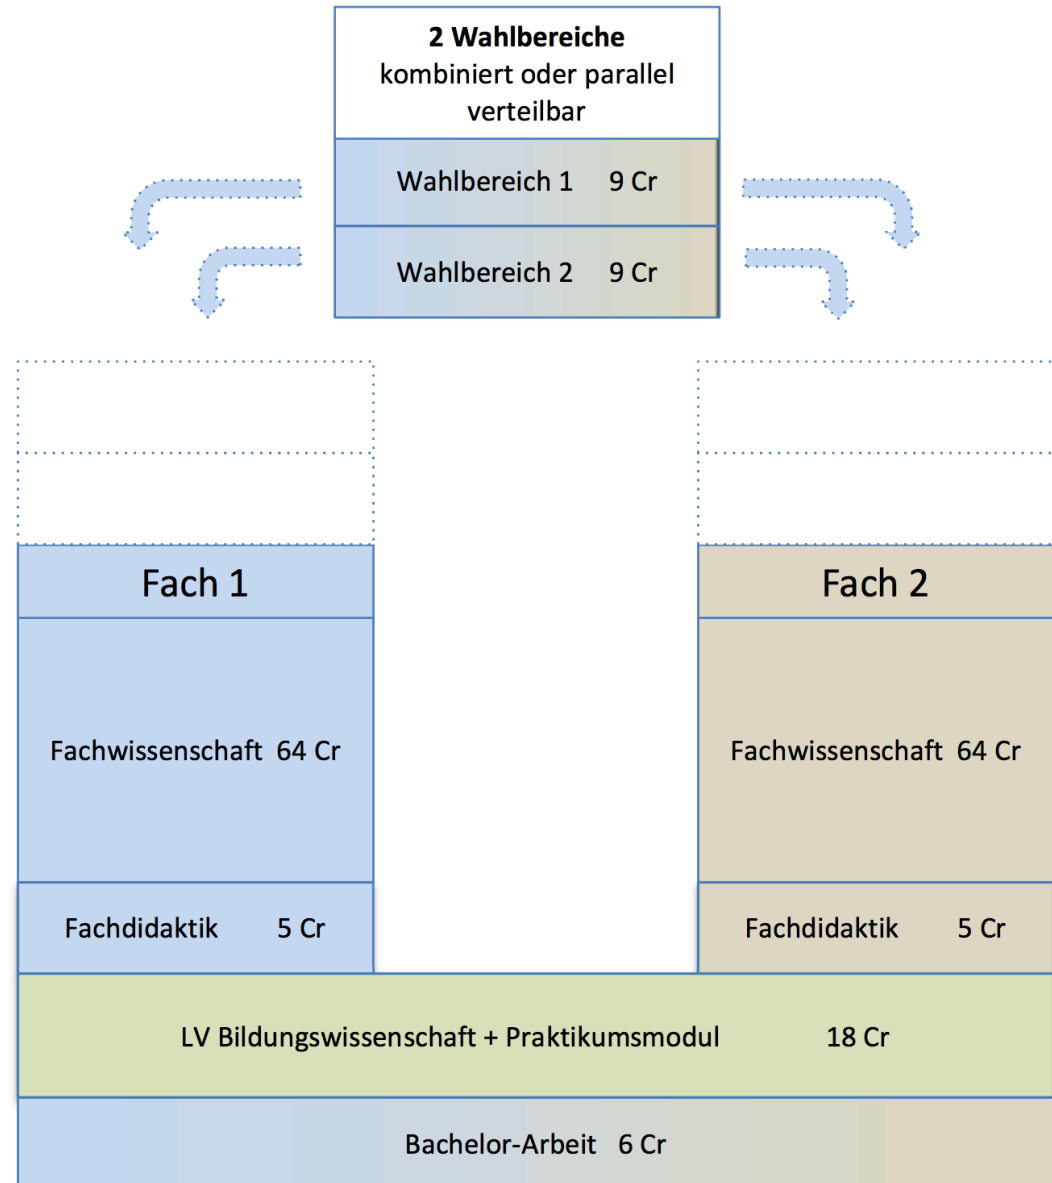 2 Wahlbereiche
kombiniert oder parallel
verteilbar
Wahlbereich 1 9 Cr
Wahlbereich 2 9 Cr
Fach 1
Fachwissenschaft 64 Cr
Fachdidaktik 5 Cr
Fach 2
Fachwissenschaft 64 Cr
Fachdidaktik 5 Cr
LV Bildungswissenschaft + Praktikumsmodul 18 Cr
Bachelor-Arbeit 6 Cr